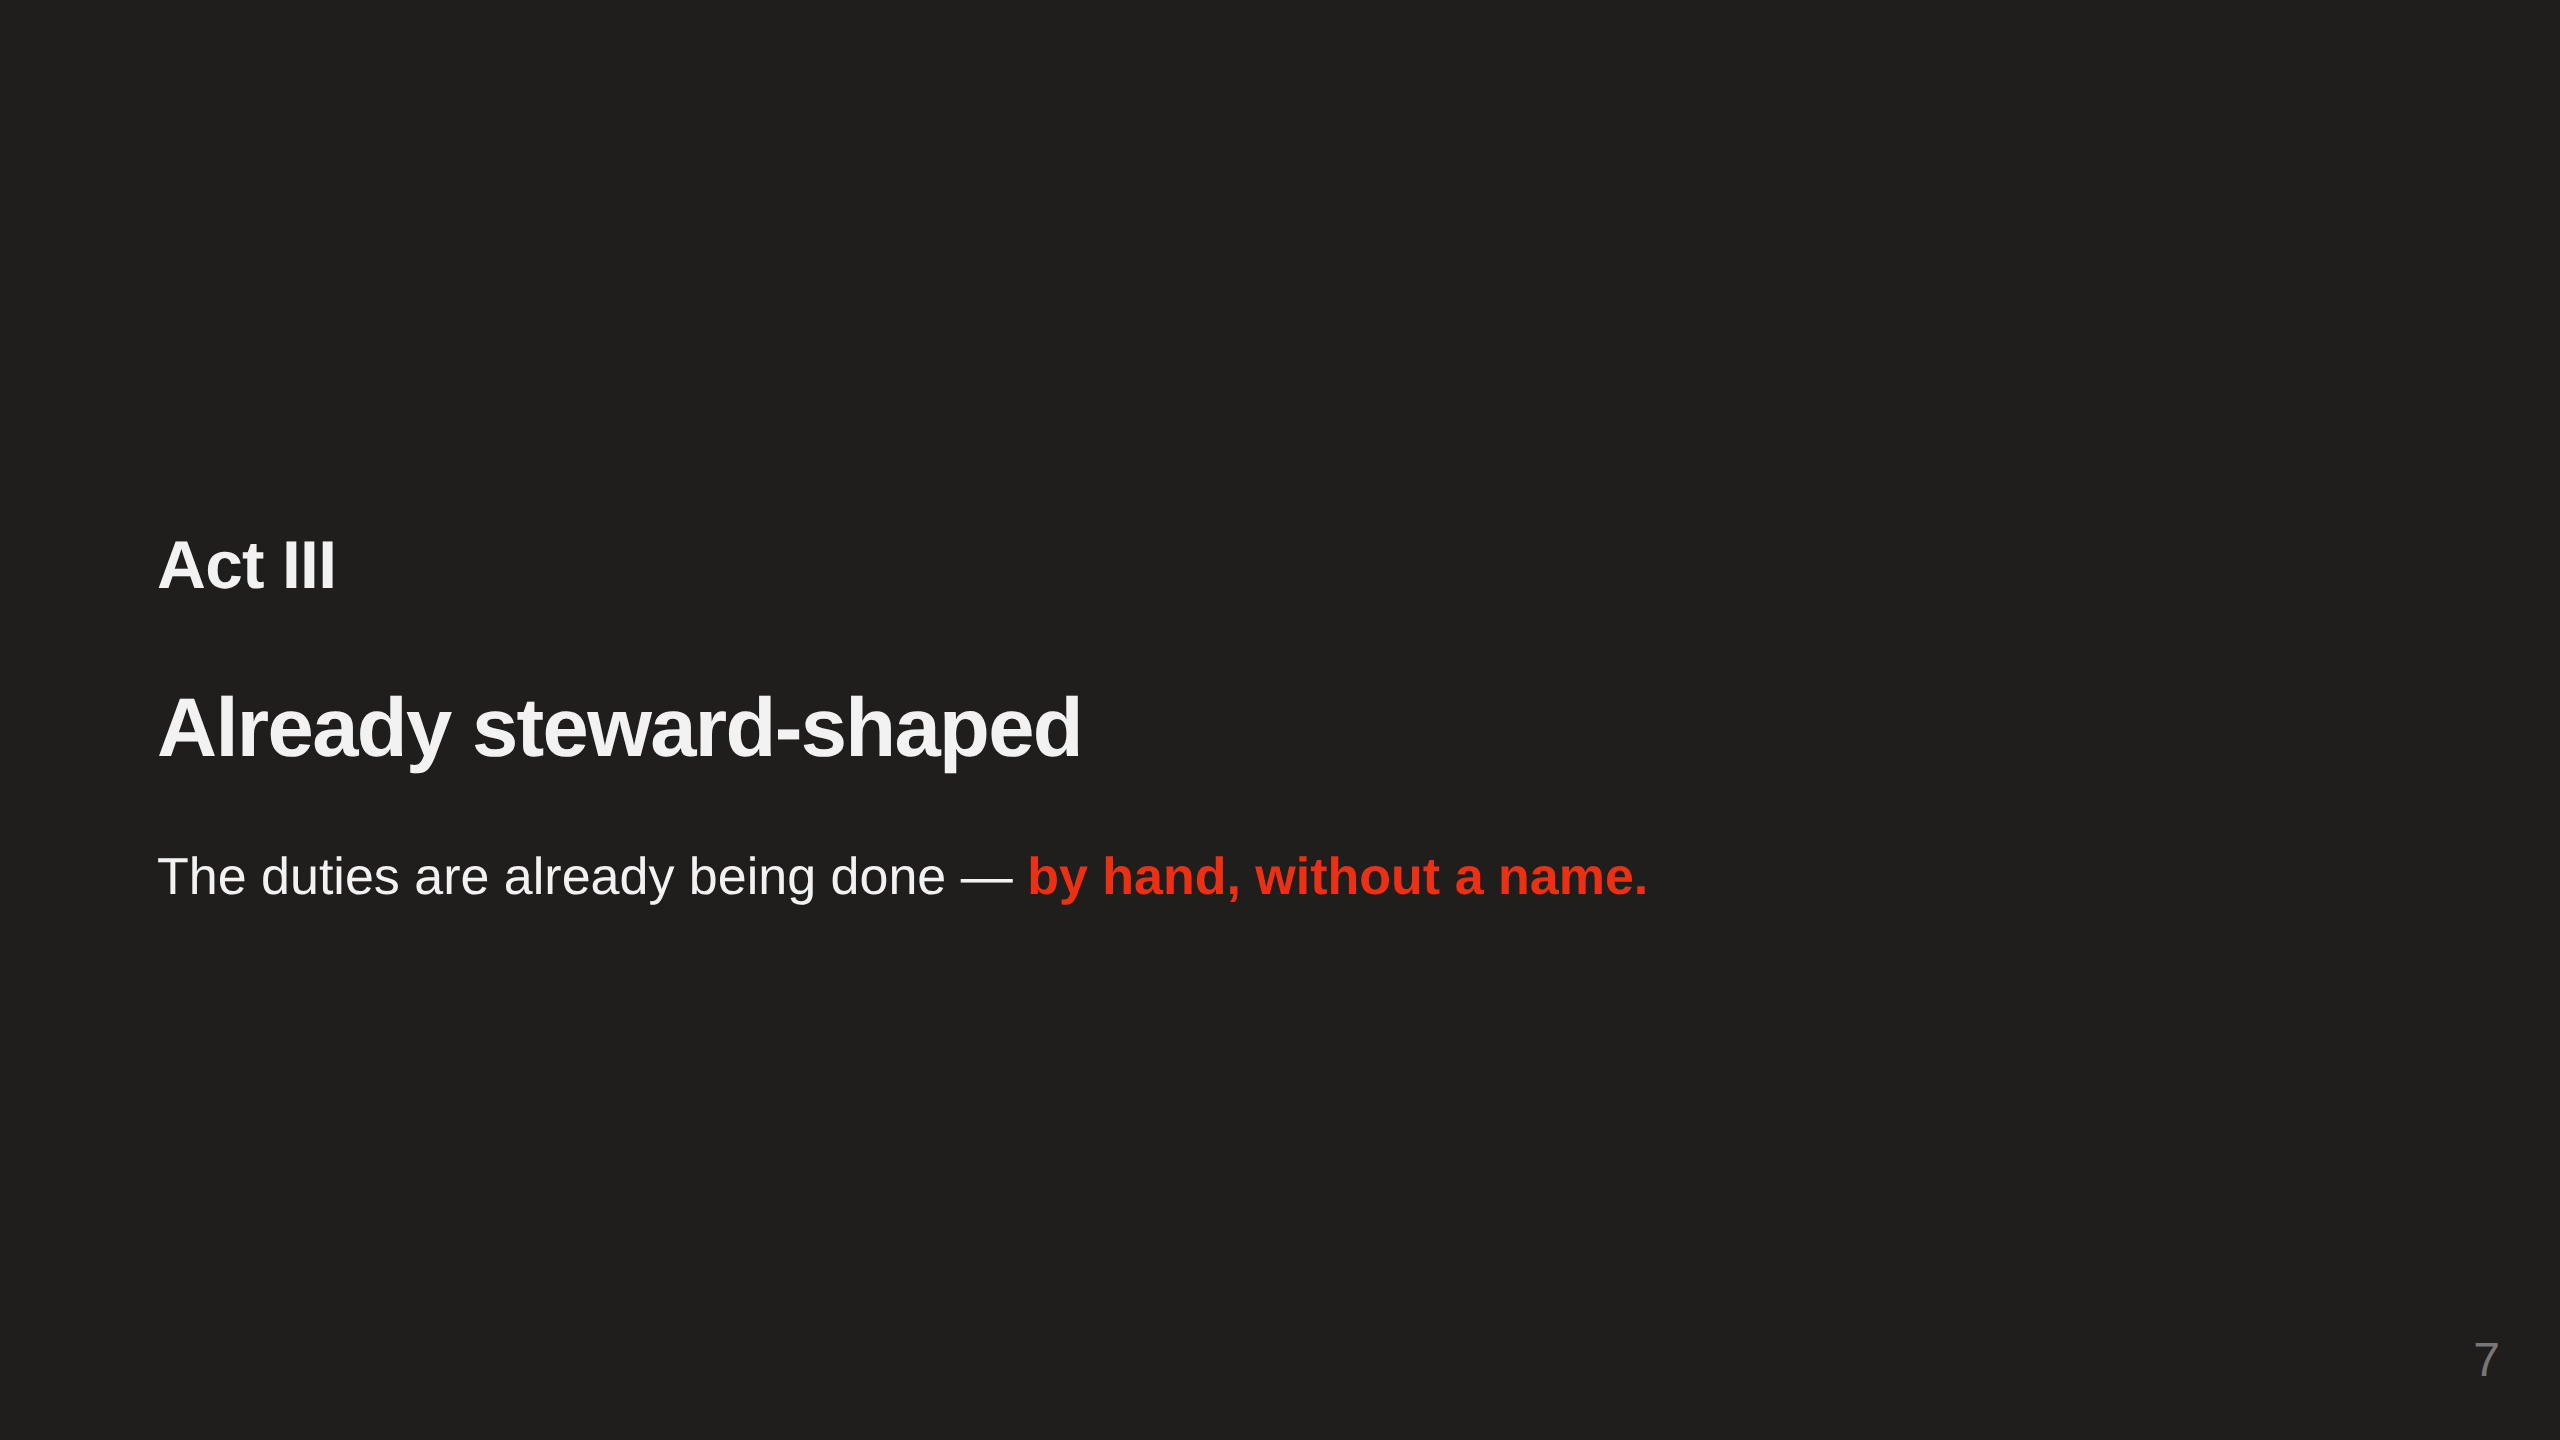 Act III
Already steward-shaped
The duties are already being done — by hand, without a name.
7